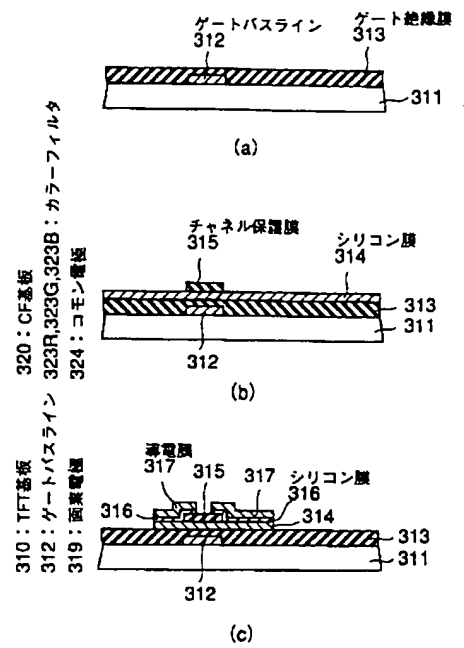 ゲートバスライン
312
ゲート絶縁膜
313
311
(a)
チャネル保護膜
315
シリコン膜
314
313
311
312
(b)
導電膜
317
315
317
シリコン膜
316
316
314
313
311
312
(c)
310：TFT基板 320：CF基板
312：ゲートバスライン 323R,323G,323B：カラーフィルタ
319：画素電極 324：コモン電極